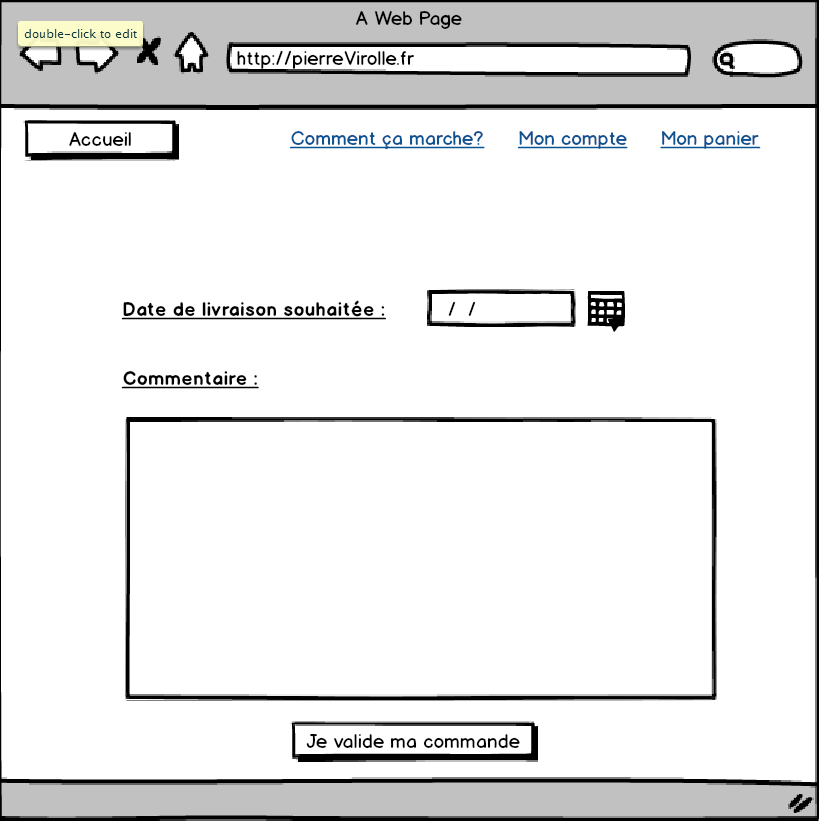 A Web Page
double-click to edit
http://pierreVirolle.fr
Accueil
Comment ça marche?
Mon compte
Mon panier
Date de livraison souhaitée :
/ /
Commentaire :
Je valide ma commande